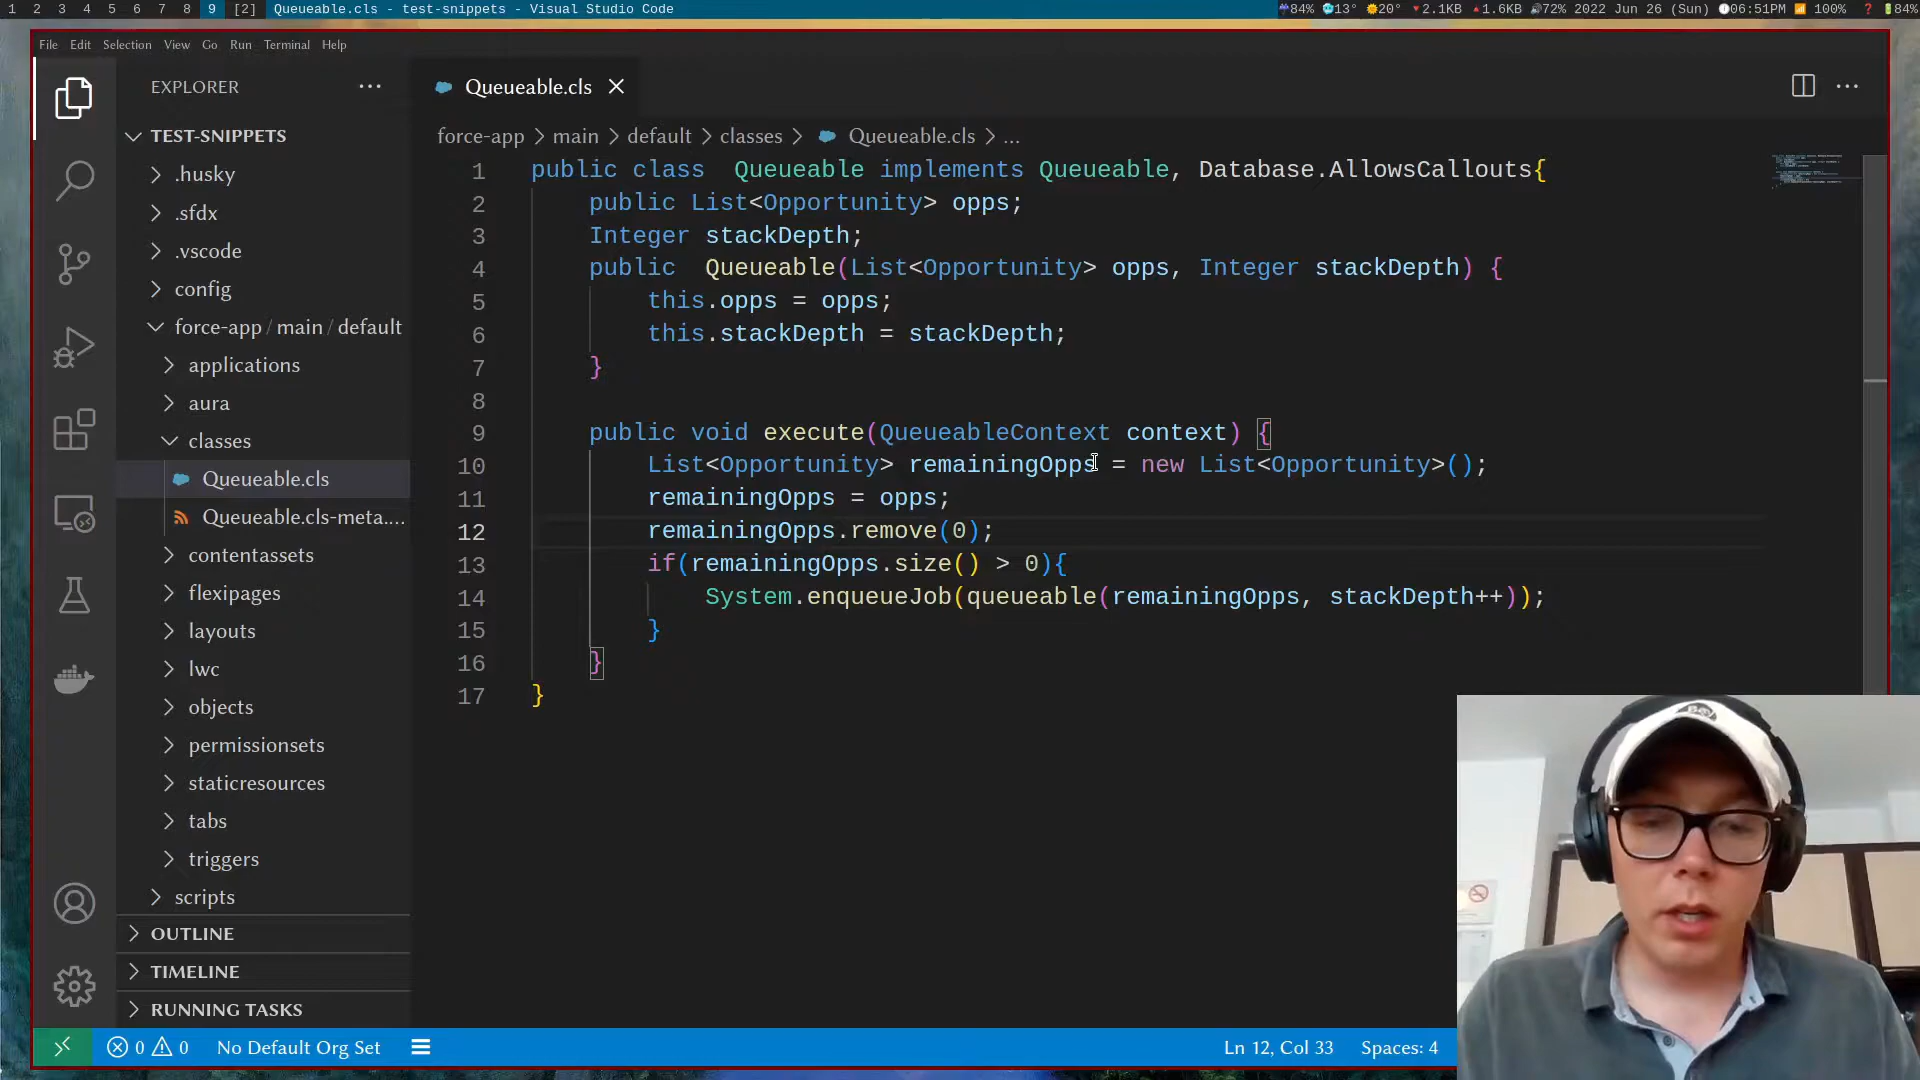 1 2 3 4 5 6 7 8 9 [2] Queueable.cls - test-snippets - Visual Studio Code
84% 13° 20° 2.1KB 1.6KB 72% 2022 Jun 26 (Sun) 06:51PM 100% ? 84%
File Edit Selection View Go Run Terminal Help
EXPLORER
Queueable.cls
TEST-SNIPPETS
.husky
.sfdx
.vscode
config
force-app / main / default
applications
aura
classes
Queueable.cls
Queueable.cls-meta....
contentassets
flexipages
layouts
lwc
objects
permissionsets
staticresources
tabs
triggers
scripts
OUTLINE
TIMELINE
RUNNING TASKS
force-app > main > default > classes > Queueable.cls > ...
1 public class  Queueable implements Queueable, Database.AllowsCallouts{
2     public List<Opportunity> opps;
3     Integer stackDepth;
4     public  Queueable(List<Opportunity> opps, Integer stackDepth) {
5         this.opps = opps;
6         this.stackDepth = stackDepth;
7     }
8
9     public void execute(QueueableContext context) {
10         List<Opportunity> remainingOpps = new List<Opportunity>();
11         remainingOpps = opps;
12         remainingOpps.remove(0);
13         if(remainingOpps.size() > 0){
14             System.enqueueJob(queueable(remainingOpps, stackDepth++));
15         }
16     }
17 }
0 0 No Default Org Set
Ln 12, Col 33 Spaces: 4